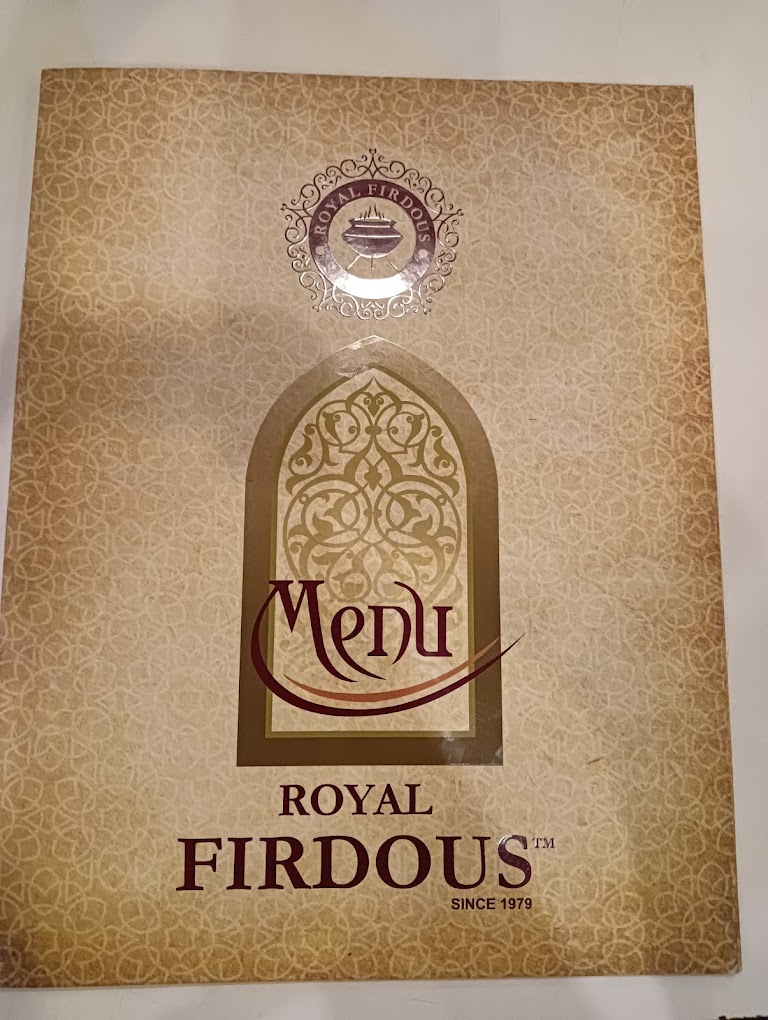 ROYAL FIRDOUS
Menu
ROYAL
FIRDOUS™
SINCE 1979